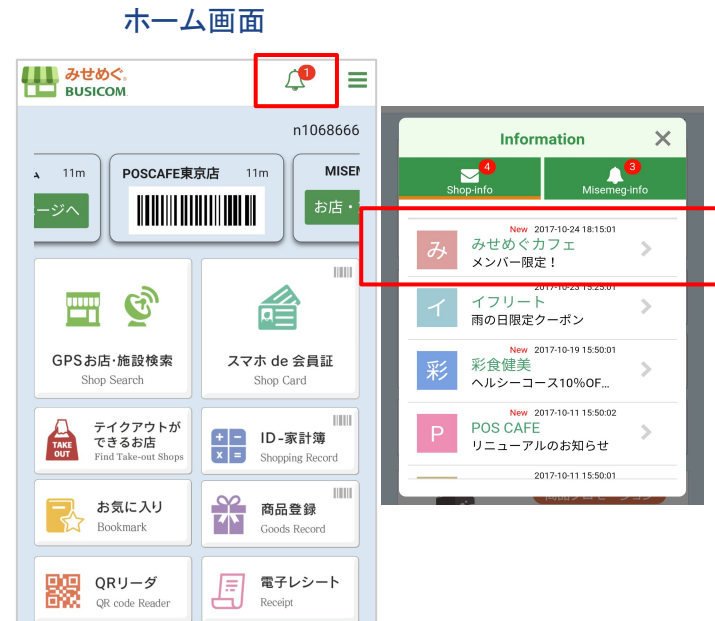 ホーム画面
みせめぐ。
BUSICOM.
1
n1068666
11m
ージへ
POSCAFE東京店 11m
MISEM
お店・
GPSお店・施設検索
Shop Search
スマホ de 会員証
Shop Card
テイクアウトが
できるお店
Find Take-out Shops
TAKE
OUT
ID-家計簿
Shopping Record
お気に入り
Bookmark
商品登録
Goods Record
QRリーダ
QR code Reader
電子レシート
Receipt
Information
4
Shop-info
3
Misemeg-info
New 2017-10-24 18:15:01
み
みせめぐカフェ
メンバー限定！
2017-10-23 15:25:01
イ
イフリート
雨の日限定クーポン
New 2017-10-19 15:50:01
彩
彩食健美
ヘルシーコース10%OF...
New 2017-10-11 15:50:02
P
POS CAFE
リニューアルのお知らせ
2017-10-11 15:50:01